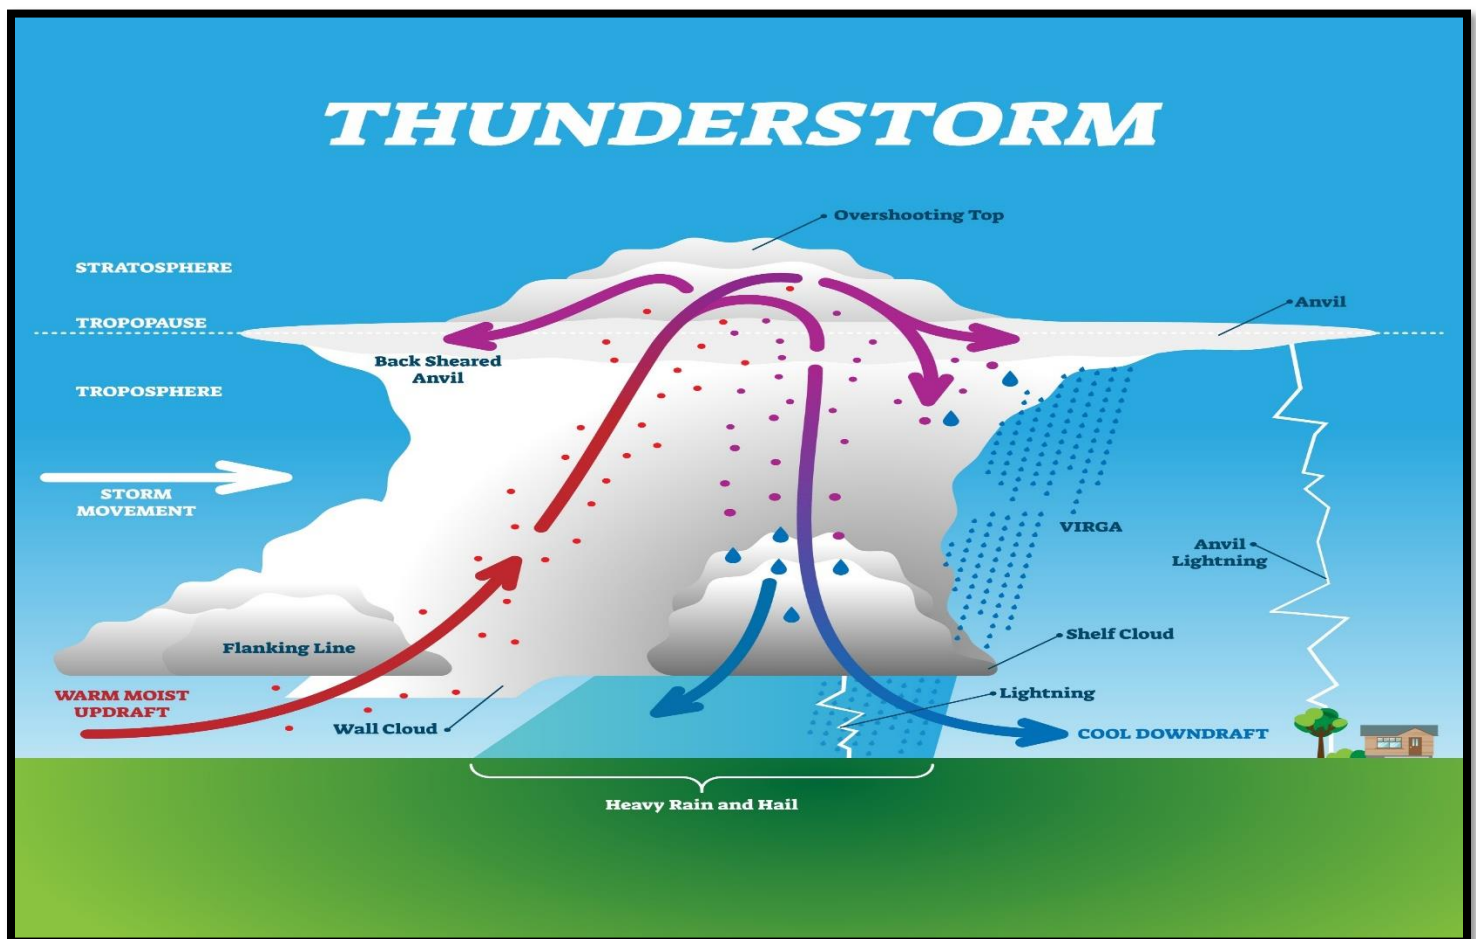 THUNDERSTORM
Overshooting Top
STRATOSPHERE
Anvil
TROPOPAUSE
Back Sheared
Anvil
TROPOSPHERE
STORM
MOVEMENT
VIRGA
Anvil
Lightning
Flanking Line
Shelf Cloud
WARM MOIST
UPDRAFT
Lightning
Wall Cloud
COOL DOWNDRAFT
Heavy Rain and Hail